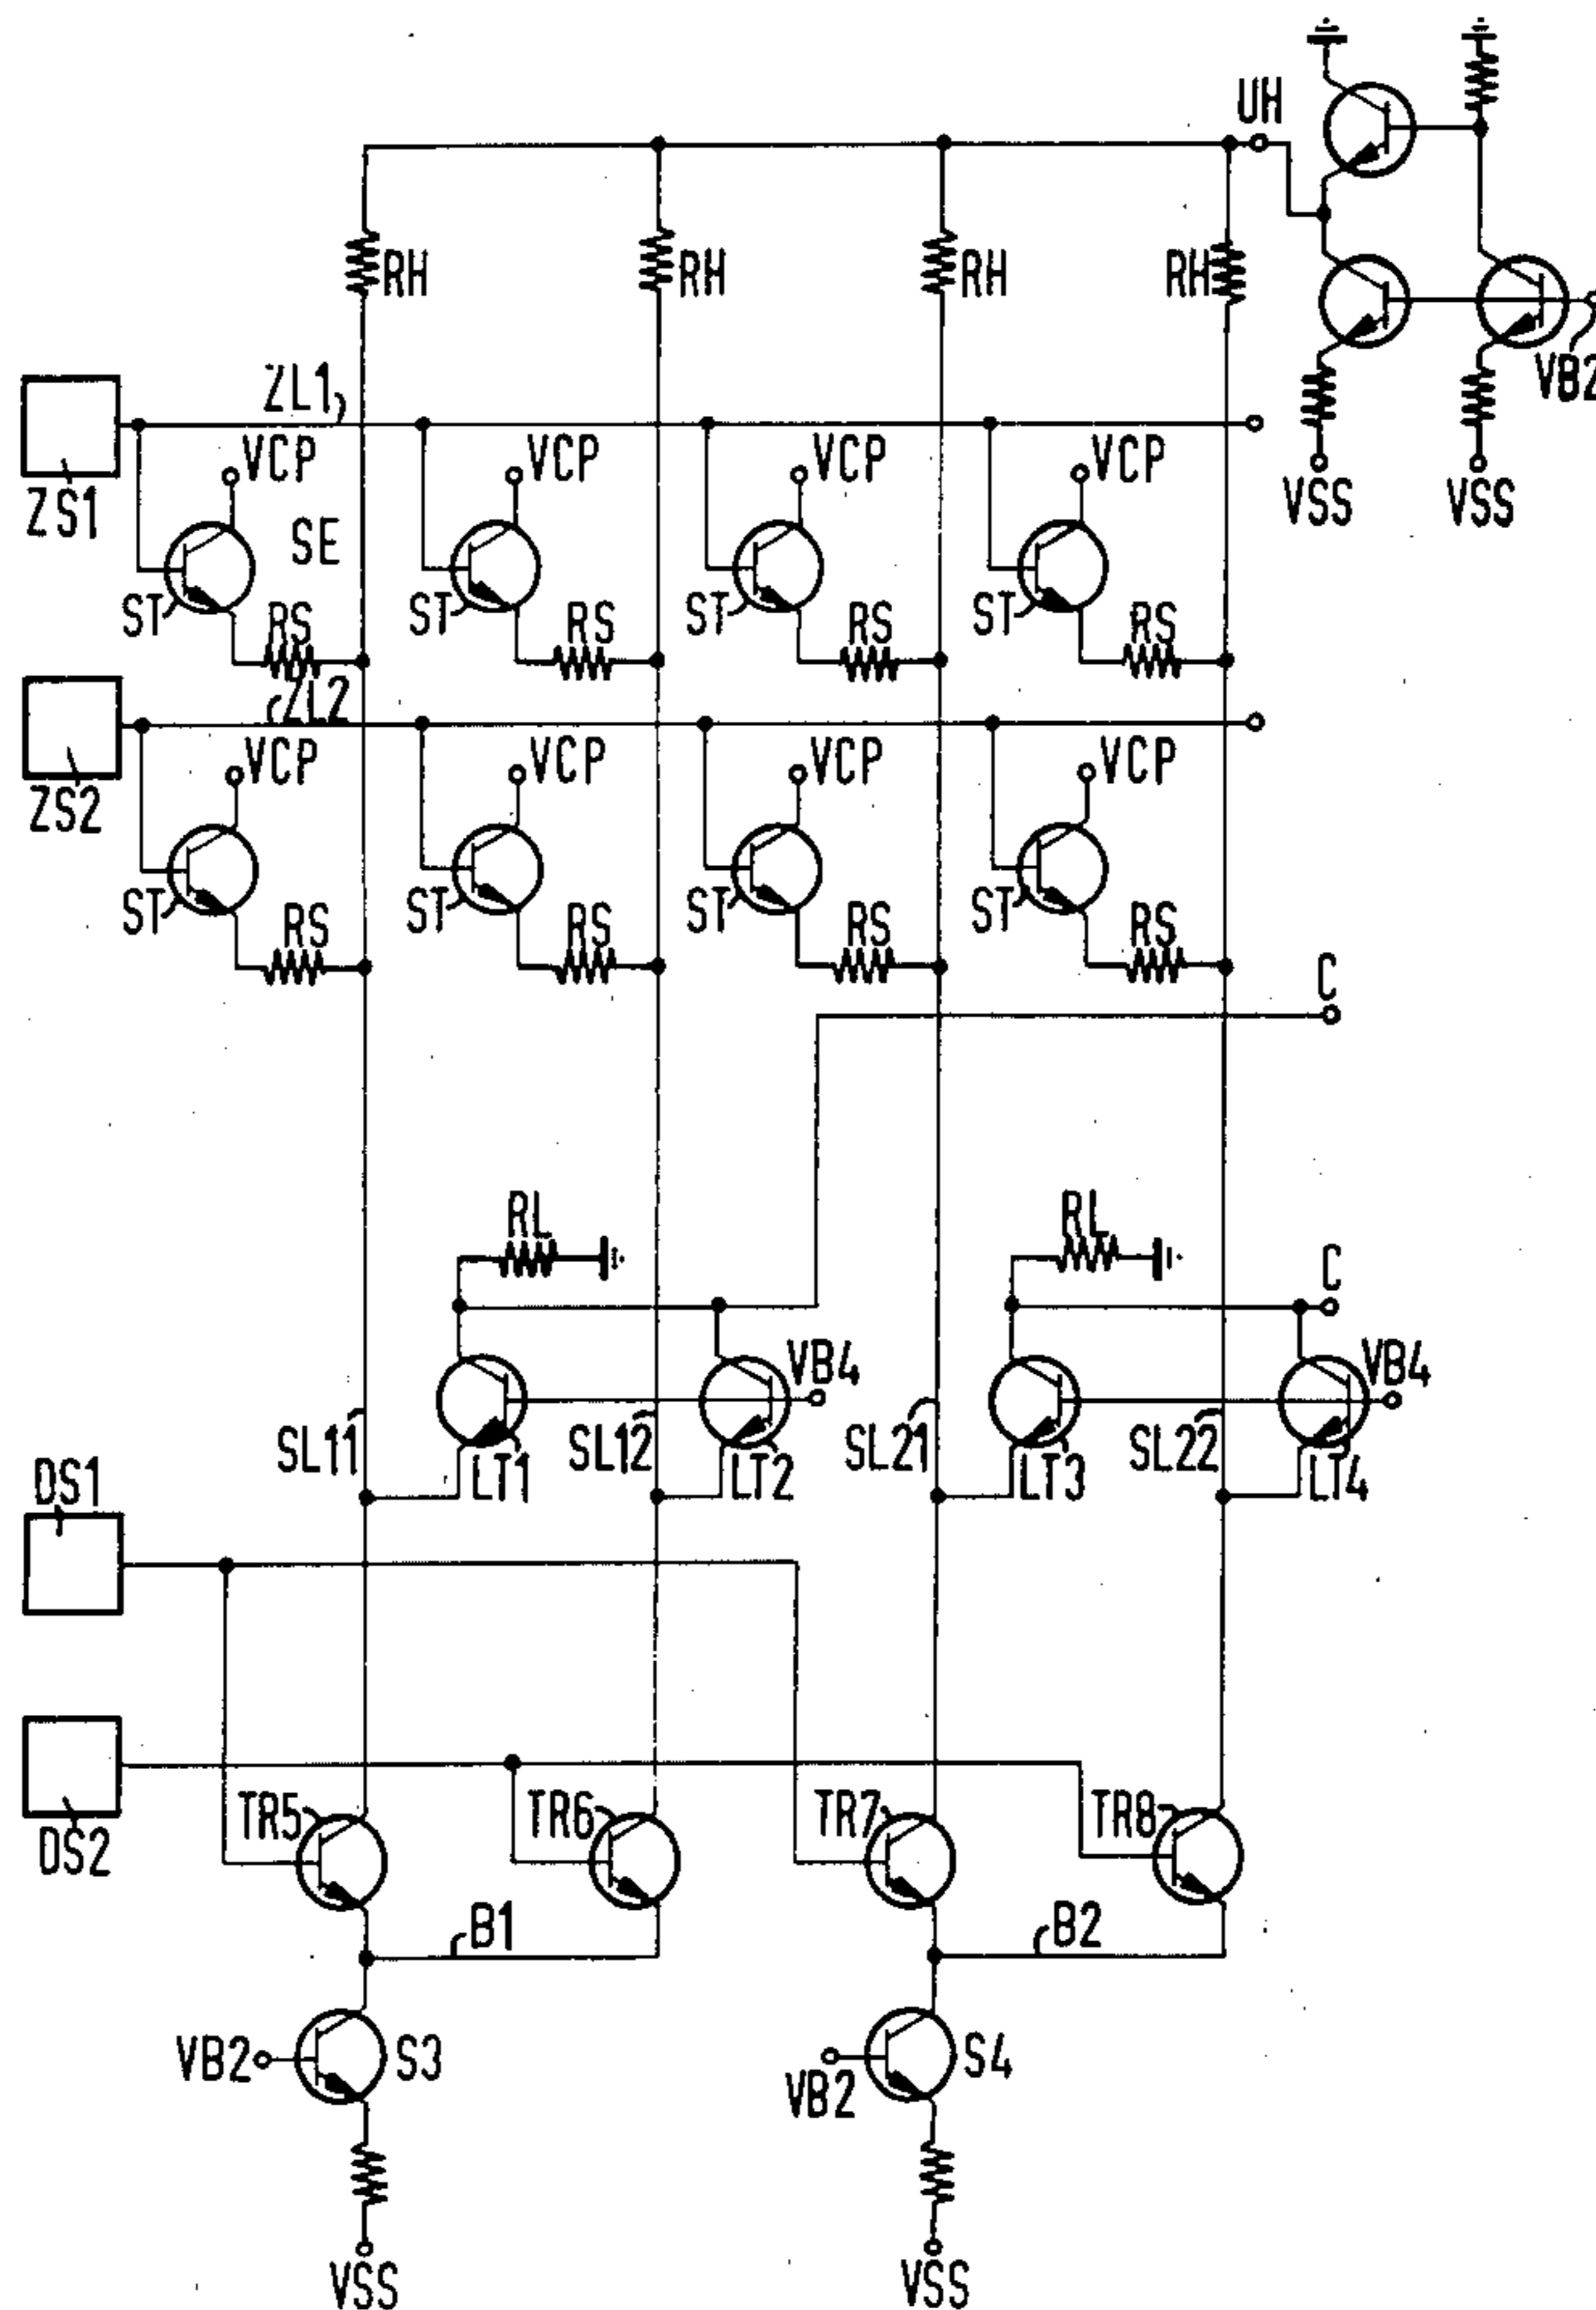 UH
RH RH RH RH
VB2
ZL1
VCP VCP VCP VCP
ZS1
SE
VSS VSS
ST ST ST ST
RS RS RS RS
ZL2
VCP VCP VCP VCP
ZS2
ST ST ST ST
RS RS RS RS
C
RL RL
C
VB4 VB4
SL11 SL12 SL21 SL22
LT1 LT2 LT3 LT4
DS1
TR5 TR6 TR7 TR8
DS2
B1 B2
VB2 S3 S4
VB2
VSS VSS